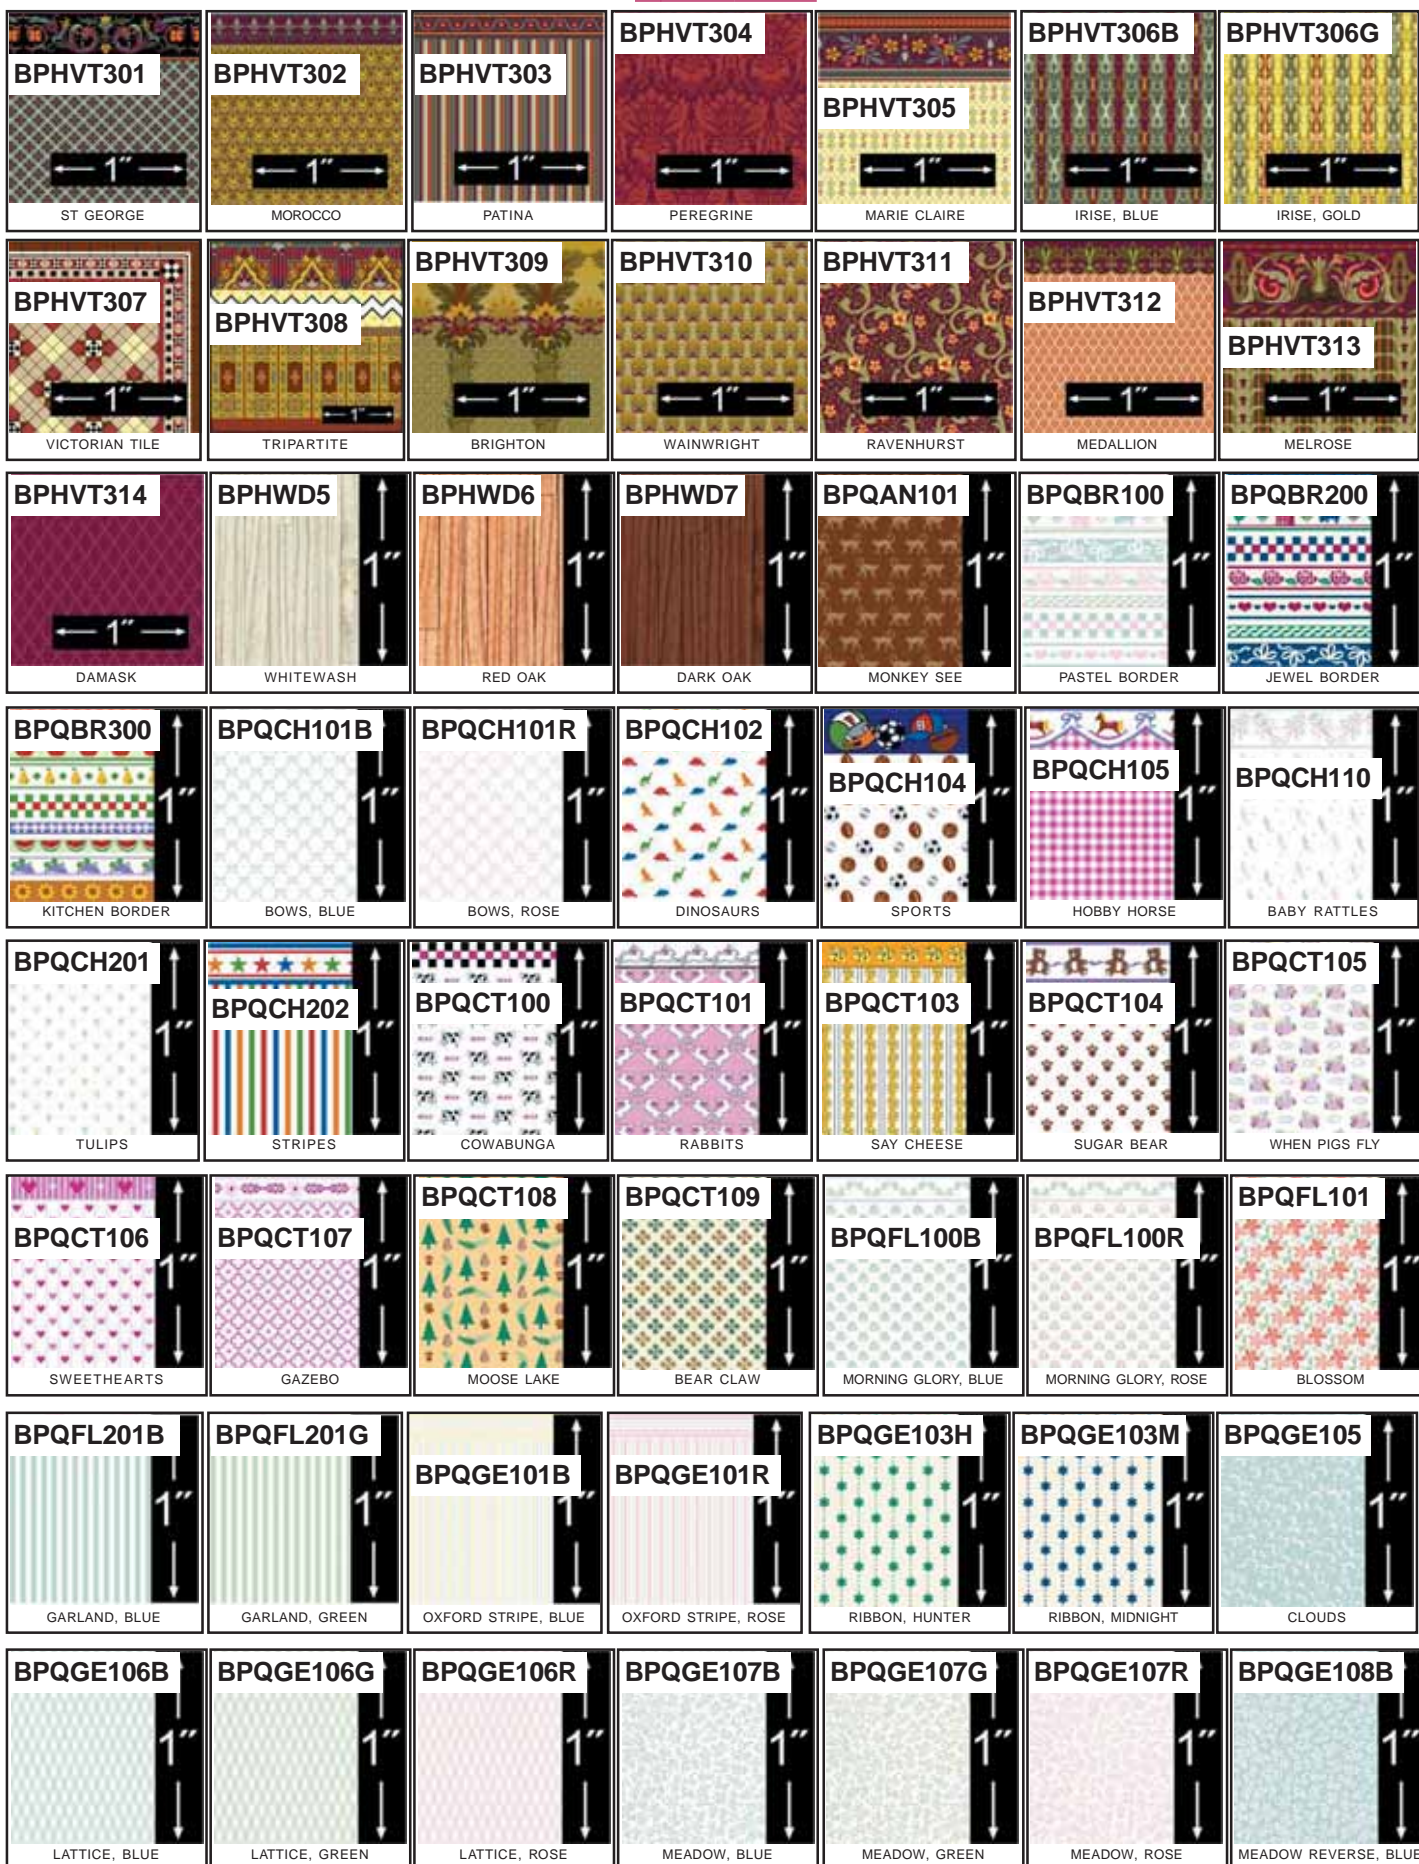 BPHVT301
1"
ST GEORGE
BPHVT302
1"
MOROCCO
BPHVT303
1"
PATINA
BPHVT304
1"
PEREGRINE
BPHVT305
1"
MARIE CLAIRE
BPHVT306B
1"
IRISE, BLUE
BPHVT306G
1"
IRISE, GOLD
BPHVT307
1"
VICTORIAN TILE
BPHVT308
1"
TRIPARTITE
BPHVT309
1"
BRIGHTON
BPHVT310
1"
WAINWRIGHT
BPHVT311
1"
RAVENHURST
BPHVT312
1"
MEDALLION
BPHVT313
1"
MELROSE
BPHVT314
1"
DAMASK
BPHWD5
1"
WHITEWASH
BPHWD6
1"
RED OAK
BPHWD7
1"
DARK OAK
BPQAN101
1"
MONKEY SEE
BPQBR100
1"
PASTEL BORDER
BPQBR200
1"
JEWEL BORDER
BPQBR300
1"
KITCHEN BORDER
BPQCH101B
1"
BOWS, BLUE
BPQCH101R
1"
BOWS, ROSE
BPQCH102
1"
DINOSAURS
BPQCH104
1"
SPORTS
BPQCH105
1"
HOBBY HORSE
BPQCH110
1"
BABY RATTLES
BPQCH201
1"
TULIPS
BPQCH202
1"
STRIPES
BPQCT100
1"
COWABUNGA
BPQCT101
1"
RABBITS
BPQCT103
1"
SAY CHEESE
BPQCT104
1"
SUGAR BEAR
BPQCT105
1"
WHEN PIGS FLY
BPQCT106
1"
SWEETHEARTS
BPQCT107
1"
GAZEBO
BPQCT108
1"
MOOSE LAKE
BPQCT109
1"
BEAR CLAW
BPQFL100B
1"
MORNING GLORY, BLUE
BPQFL100R
1"
MORNING GLORY, ROSE
BPQFL101
1"
BLOSSOM
BPQFL201B
1"
GARLAND, BLUE
BPQFL201G
1"
GARLAND, GREEN
BPQGE101B
1"
OXFORD STRIPE, BLUE
BPQGE101R
1"
OXFORD STRIPE, ROSE
BPQGE103H
1"
RIBBON, HUNTER
BPQGE103M
1"
RIBBON, MIDNIGHT
BPQGE105
1"
CLOUDS
BPQGE106B
1"
LATTICE, BLUE
BPQGE106G
1"
LATTICE, GREEN
BPQGE106R
1"
LATTICE, ROSE
BPQGE107B
1"
MEADOW, BLUE
BPQGE107G
1"
MEADOW, GREEN
BPQGE107R
1"
MEADOW, ROSE
BPQGE108B
1"
MEADOW REVERSE, BLUE